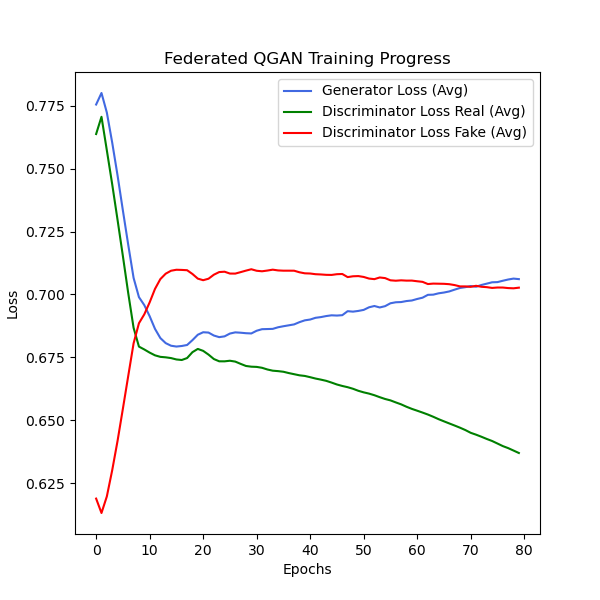 Federated QGAN Training Progress
Generator Loss (Avg)
Discriminator Loss Real (Avg)
Discriminator Loss Fake (Avg)
Loss
0.775
0.750
0.725
0.700
0.675
0.650
0.625
0 10 20 30 40 50 60 70 80
Epochs